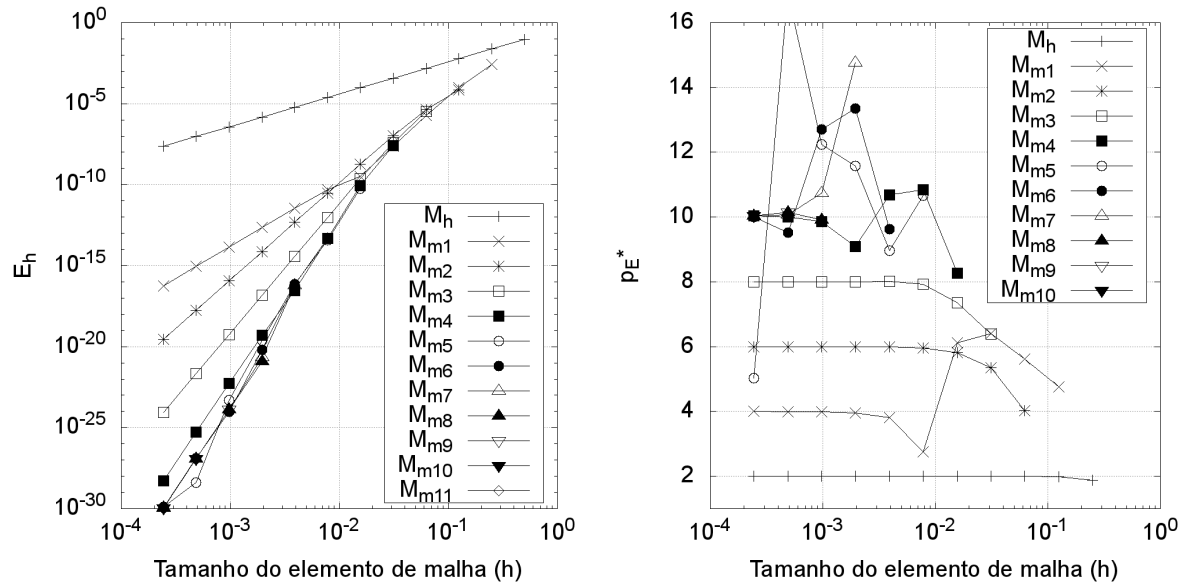 10^0
10^-5
10^-10
10^-15
10^-20
10^-25
10^-30
E_h
M_h
M_m1
M_m2
M_m3
M_m4
M_m5
M_m6
M_m7
M_m8
M_m9
M_m10
M_m11
10^-4 10^-3 10^-2 10^-1 10^0
Tamanho do elemento de malha (h)
16
14
12
10
8
6
4
2
p_E*
M_h
M_m1
M_m2
M_m3
M_m4
M_m5
M_m6
M_m7
M_m8
M_m9
M_m10
10^-4 10^-3 10^-2 10^-1 10^0
Tamanho do elemento de malha (h)